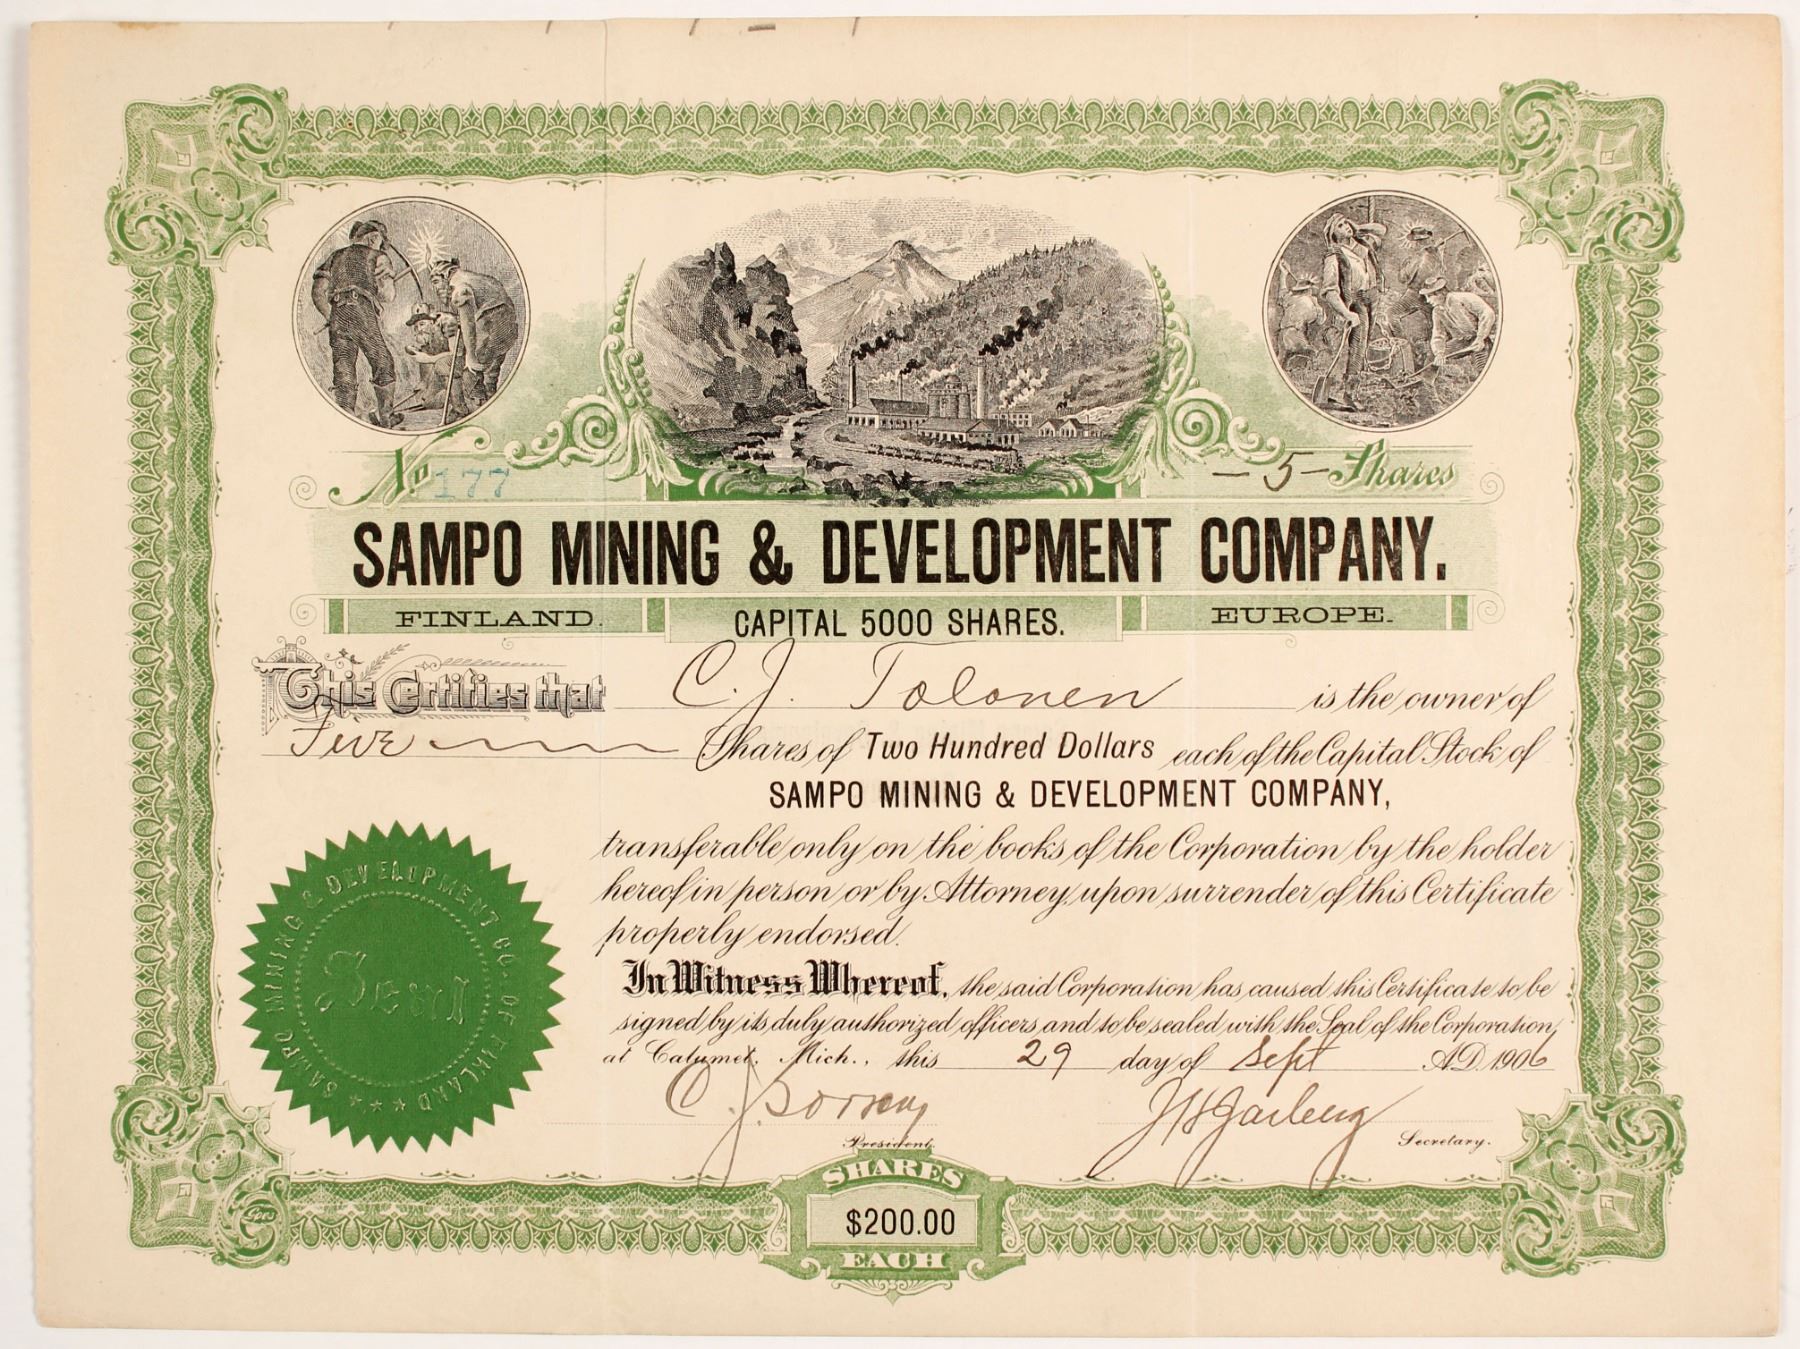 No 177
— 5 — Shares
SAMPO MINING & DEVELOPMENT COMPANY.
FINLAND. CAPITAL 5000 SHARES. EUROPE.
This Certifies that C. J. Tolonen is the owner of
Five Shares of Two Hundred Dollars each of the Capital Stock of
SAMPO MINING & DEVELOPMENT COMPANY,
transferable only on the books of the Corporation by the holder
hereof in person or by Attorney, upon surrender of this Certificate
properly endorsed.
In Witness Whereof, the said Corporation has caused this Certificate to be
signed by its duly authorized officers and to be sealed with the Seal of the Corporation,
at Calumet, Mich., this 29 day of Sept A.D. 1906
President.
Secretary.
SAMPO MINING & DEVELOPMENT CO. OF FINLAND
Seal
SHARES
$200.00
EACH